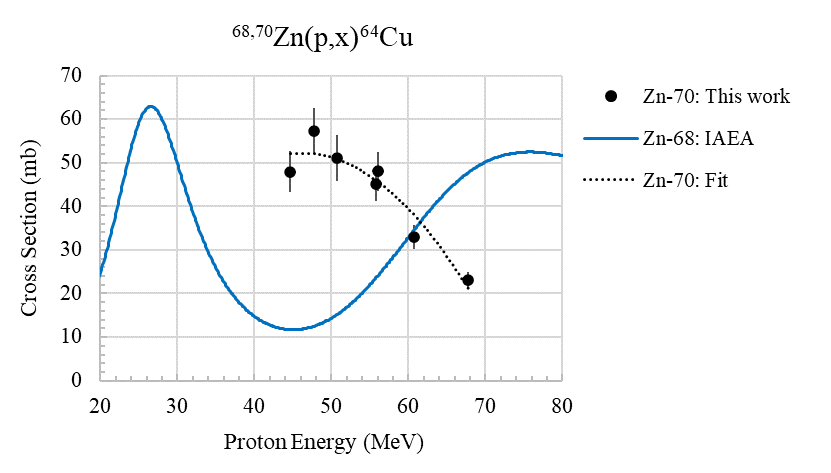 ⁶⁸,⁷⁰Zn(p,x)⁶⁴Cu
70
60
50
40
30
20
10
0
Cross Section (mb)
20 30 40 50 60 70 80
Proton Energy (MeV)
Zn-70: This work
Zn-68: IAEA
Zn-70: Fit